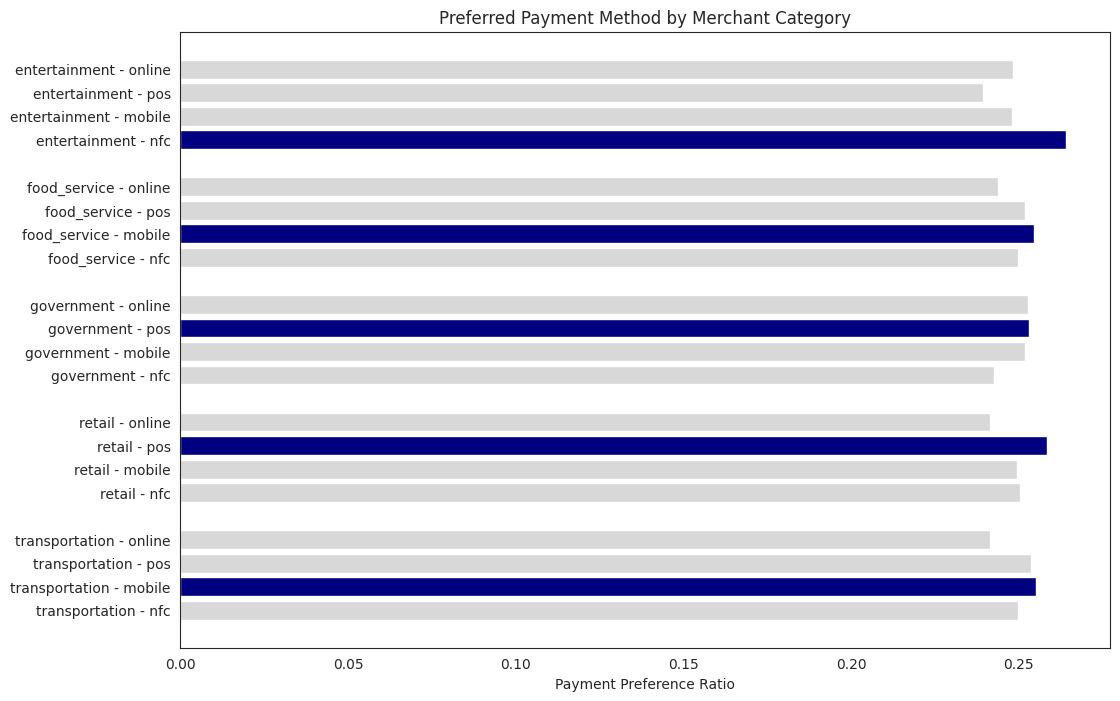 Preferred Payment Method by Merchant Category
entertainment - online
entertainment - pos
entertainment - mobile
entertainment - nfc
food_service - online
food_service - pos
food_service - mobile
food_service - nfc
government - online
government - pos
government - mobile
government - nfc
retail - online
retail - pos
retail - mobile
retail - nfc
transportation - online
transportation - pos
transportation - mobile
transportation - nfc
0.00 0.05 0.10 0.15 0.20 0.25
Payment Preference Ratio